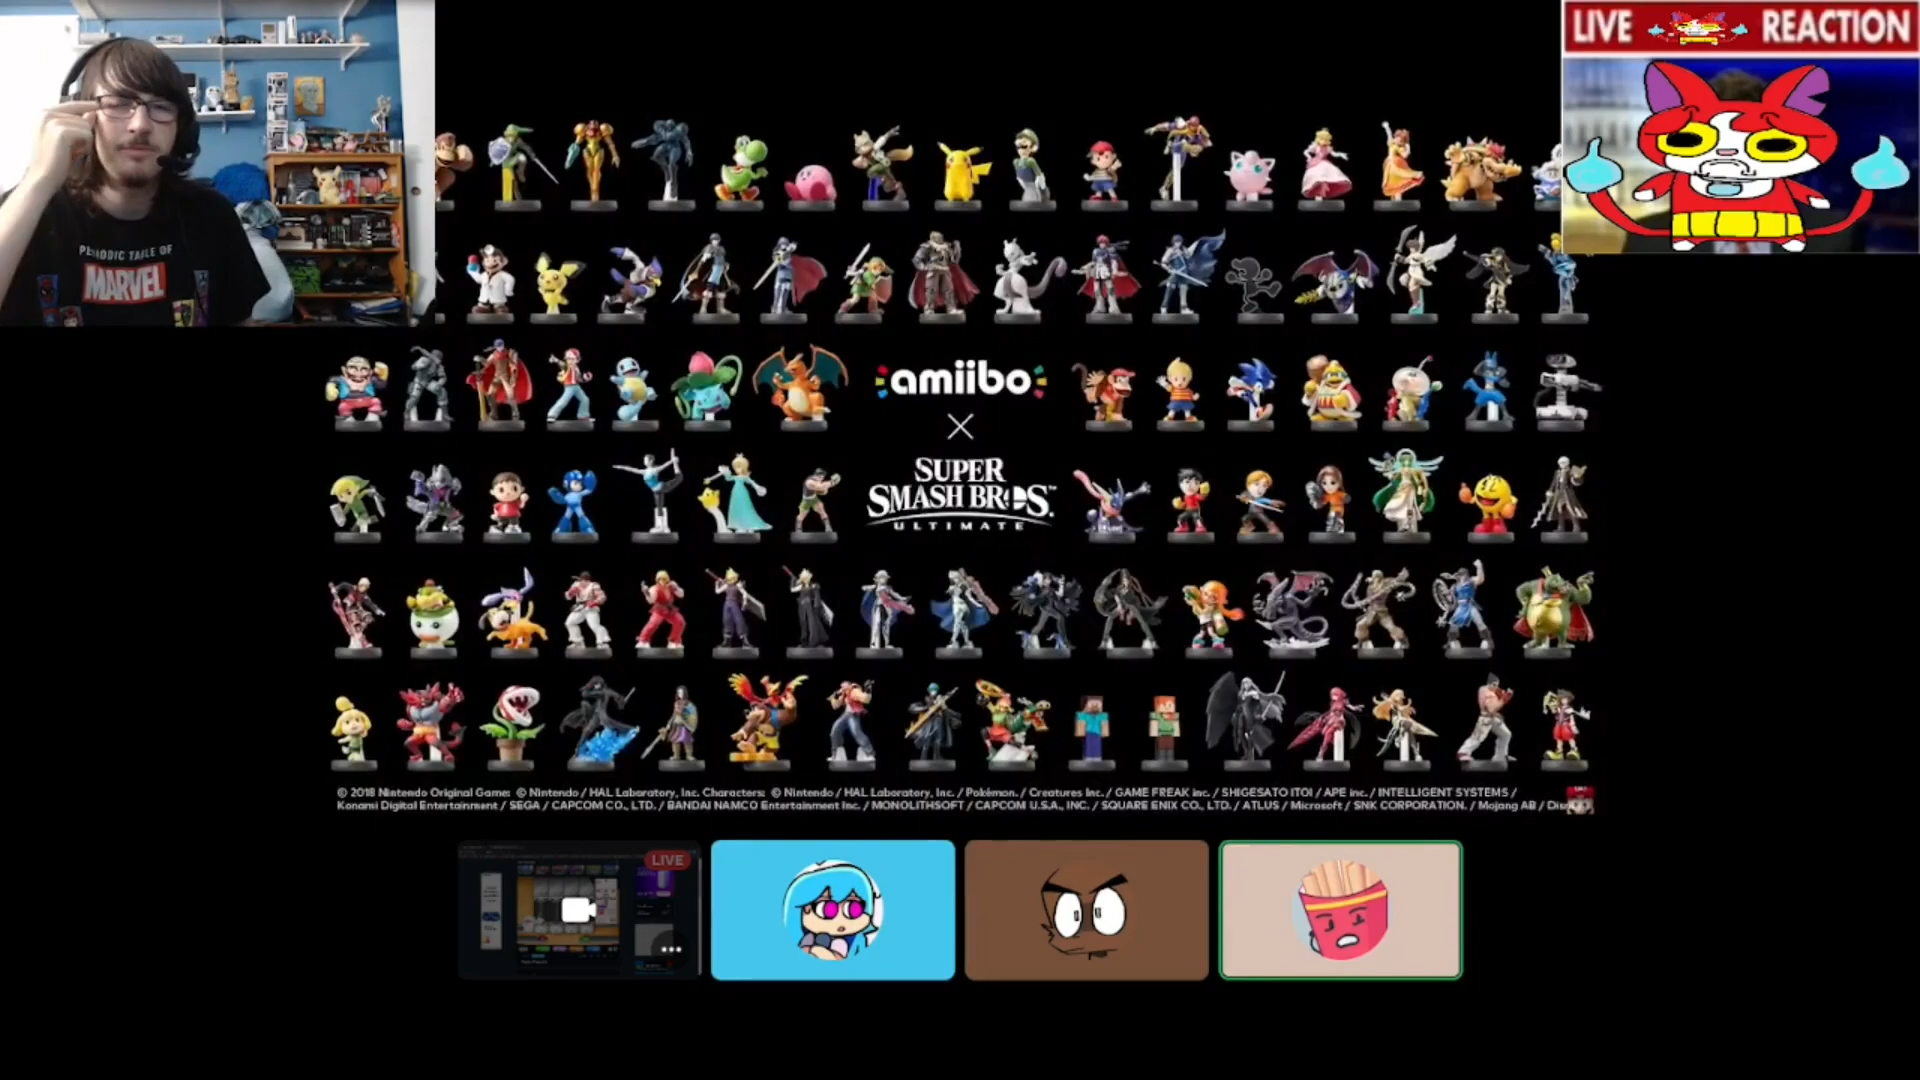 LIVE REACTION
PERIODIC TABLE OF
MARVEL
amiibo
SUPER
SMASH BROS.
ULTIMATE
© 2018 Nintendo Original Game: © Nintendo / HAL Laboratory, Inc. Characters: © Nintendo / HAL Laboratory, Inc. / Pokémon. / Creatures Inc. / GAME FREAK inc. / SHIGESATO ITOI / APE inc. / INTELLIGENT SYSTEMS /
Konami Digital Entertainment / SEGA / CAPCOM CO., LTD. / BANDAI NAMCO Entertainment Inc. / MONOLITHSOFT / CAPCOM U.S.A., INC. / SQUARE ENIX CO., LTD. / ATLUS / Microsoft / SNK CORPORATION. / Mojang AB /
LIVE